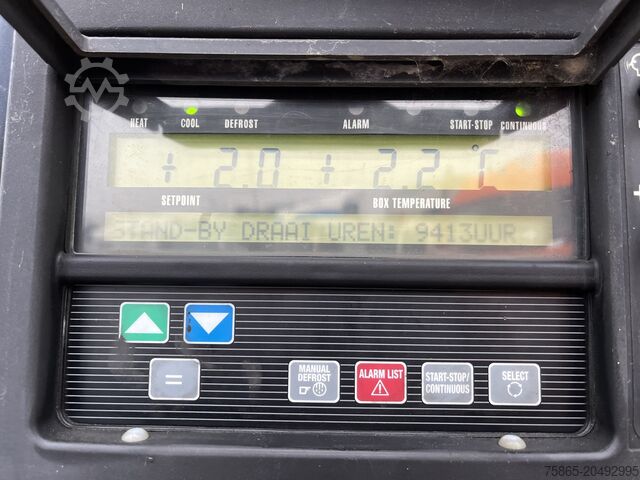 HEAT COOL DEFROST ALARM START-STOP CONTINUOUS
+ 2.0 + 2.2 °C
SETPOINT BOX TEMPERATURE
STAND-BY DRAAI UREN: 9413UUR
=
MANUAL DEFROST
ALARM LIST
START-STOP/ CONTINUOUS
SELECT
75865-20492995